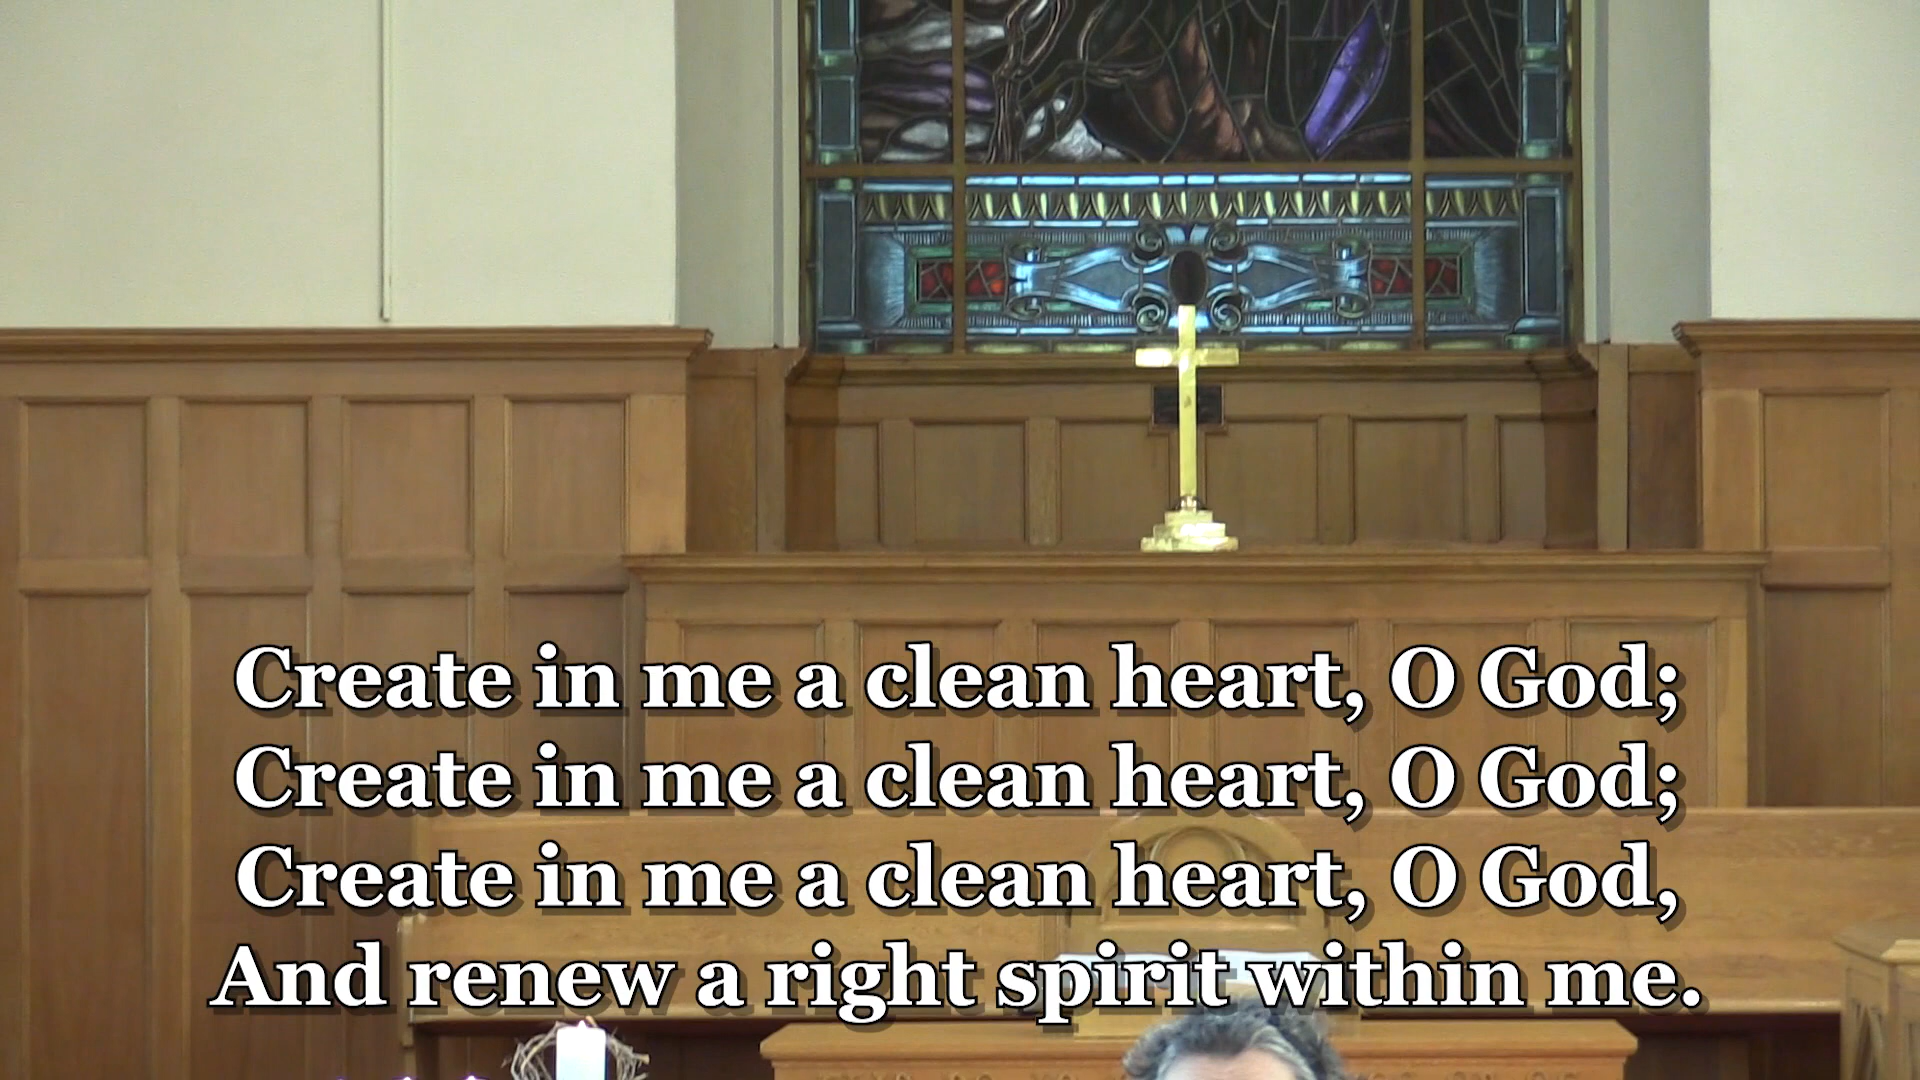 Create in me a clean heart, O God;
Create in me a clean heart, O God;
Create in me a clean heart, O God,
And renew a right spirit within me.